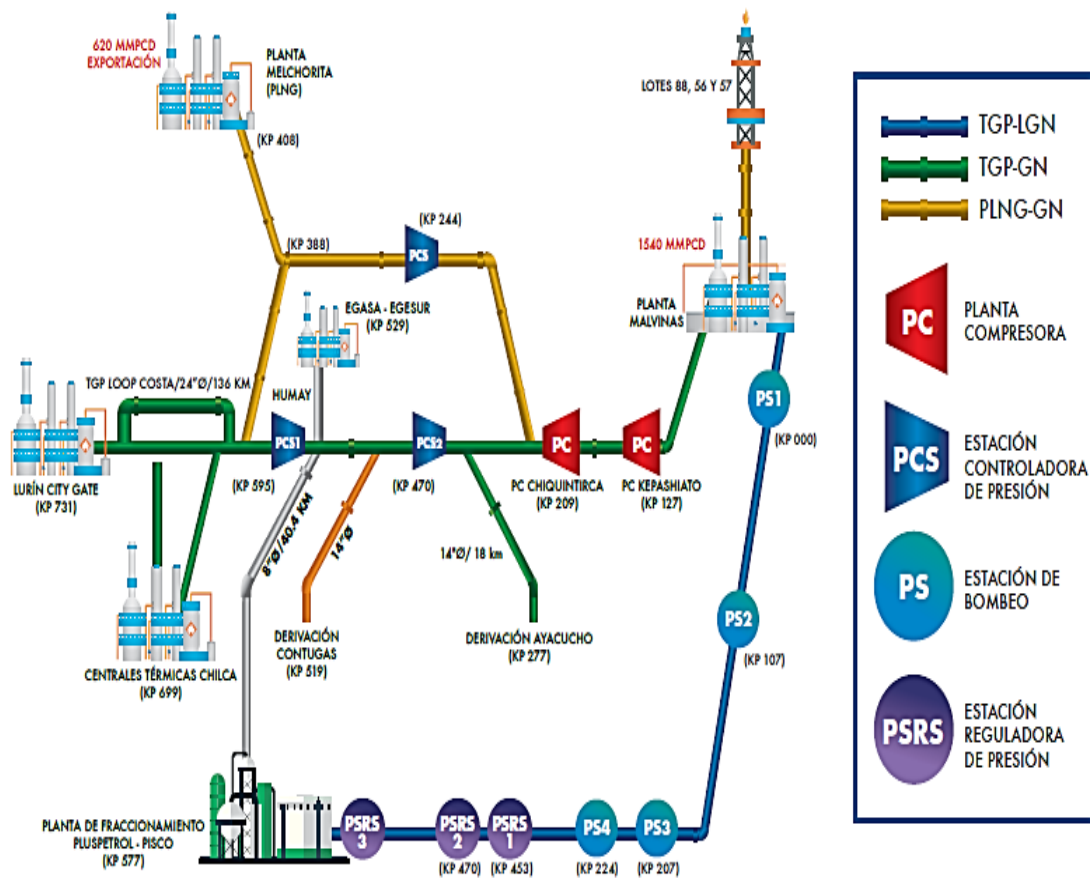 620 MMPCD
EXPORTACIÓN
PLANTA
MELCHORITA
(PLNG)
(KP 408)
LOTES 88, 56 Y 57
TGP-LGN
TGP-GN
PLNG-GN
(KP 388)
(KP 244)
PCS
1540 MMPCD
PLANTA
MALVINAS
PC
PLANTA
COMPRESORA
EGASA - EGESUR
(KP 529)
TGP LOOP COSTA/24"Ø/136 KM
HUMAY
PS1
(KP 000)
PCS1
PCS2
PC
PC
PCS
ESTACIÓN
CONTROLADORA
DE PRESIÓN
LURÍN CITY GATE
(KP 731)
(KP 595)
(KP 470)
PC CHIQUINTIRCA
(KP 209)
PC KEPASHIATO
(KP 127)
8"Ø/40.4 KM
14"Ø
14"Ø/ 18 km
PS
ESTACIÓN DE
BOMBEO
CENTRALES TÉRMICAS CHILCA
(KP 699)
DERIVACIÓN
CONTUGAS
(KP 519)
DERIVACIÓN AYACUCHO
(KP 277)
PS2
(KP 107)
PSRS
ESTACIÓN
REGULADORA
DE PRESIÓN
PLANTA DE FRACCIONAMIENTO
PLUSPETROL - PISCO
(KP 577)
PSRS
3
PSRS
2
(KP 470)
PSRS
1
(KP 453)
PS4
(KP 224)
PS3
(KP 207)